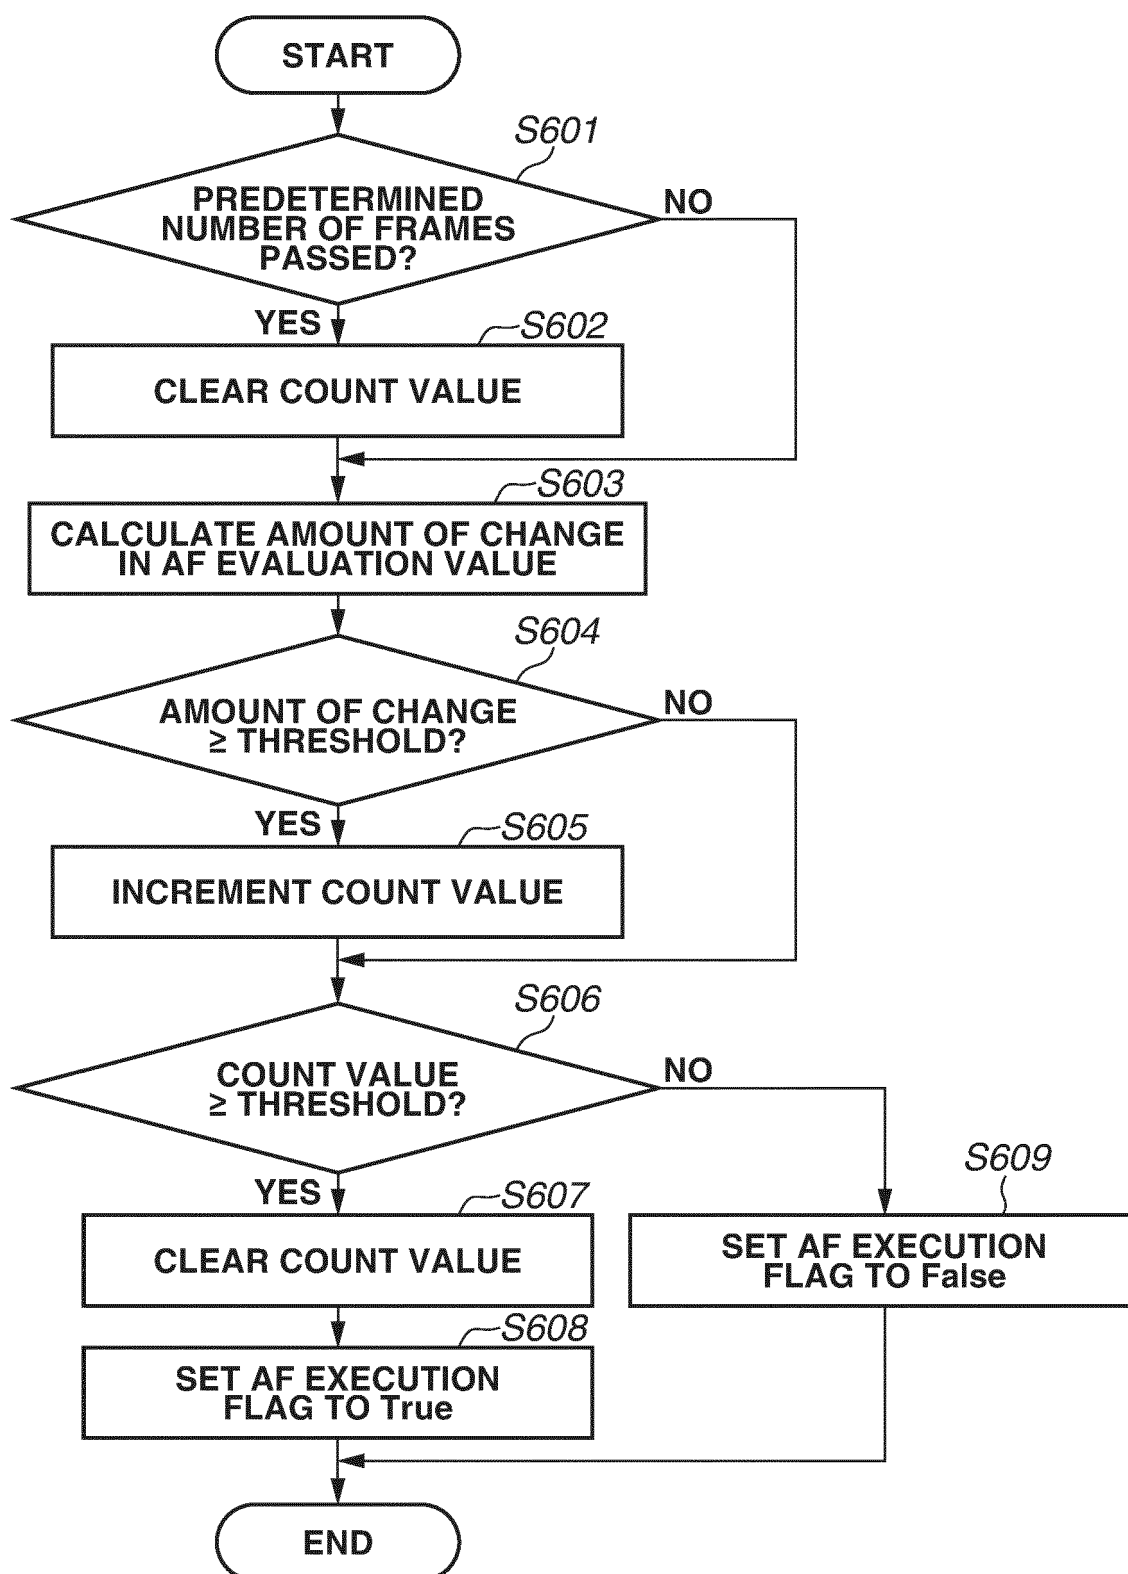 START
S601
PREDETERMINED
NUMBER OF FRAMES
PASSED?
NO
YES
S602
CLEAR COUNT VALUE
S603
CALCULATE AMOUNT OF CHANGE
IN AF EVALUATION VALUE
S604
AMOUNT OF CHANGE
≥ THRESHOLD?
NO
YES
S605
INCREMENT COUNT VALUE
S606
COUNT VALUE
≥ THRESHOLD?
NO
YES
S607
CLEAR COUNT VALUE
S609
SET AF EXECUTION
FLAG TO False
S608
SET AF EXECUTION
FLAG TO True
END